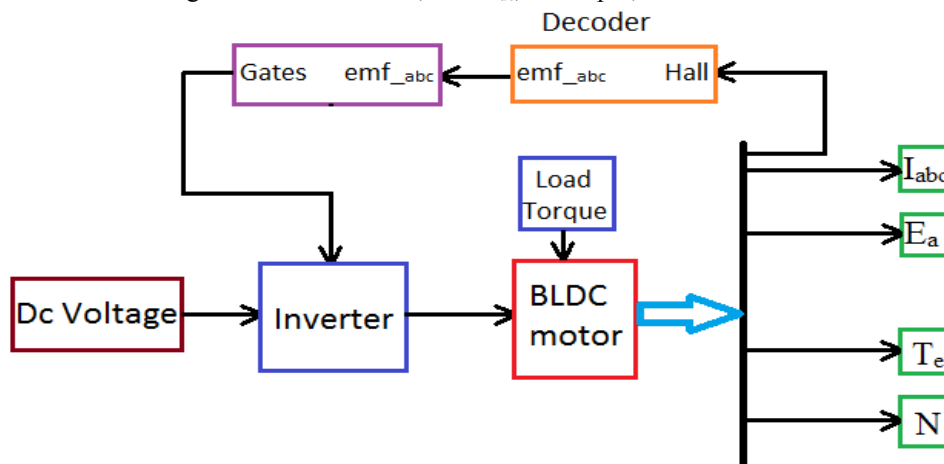 Decoder
Gates emf_abc
emf_abc Hall
Load
Torque
Iabc
Ea
Dc Voltage
Inverter
BLDC
motor
Te
N